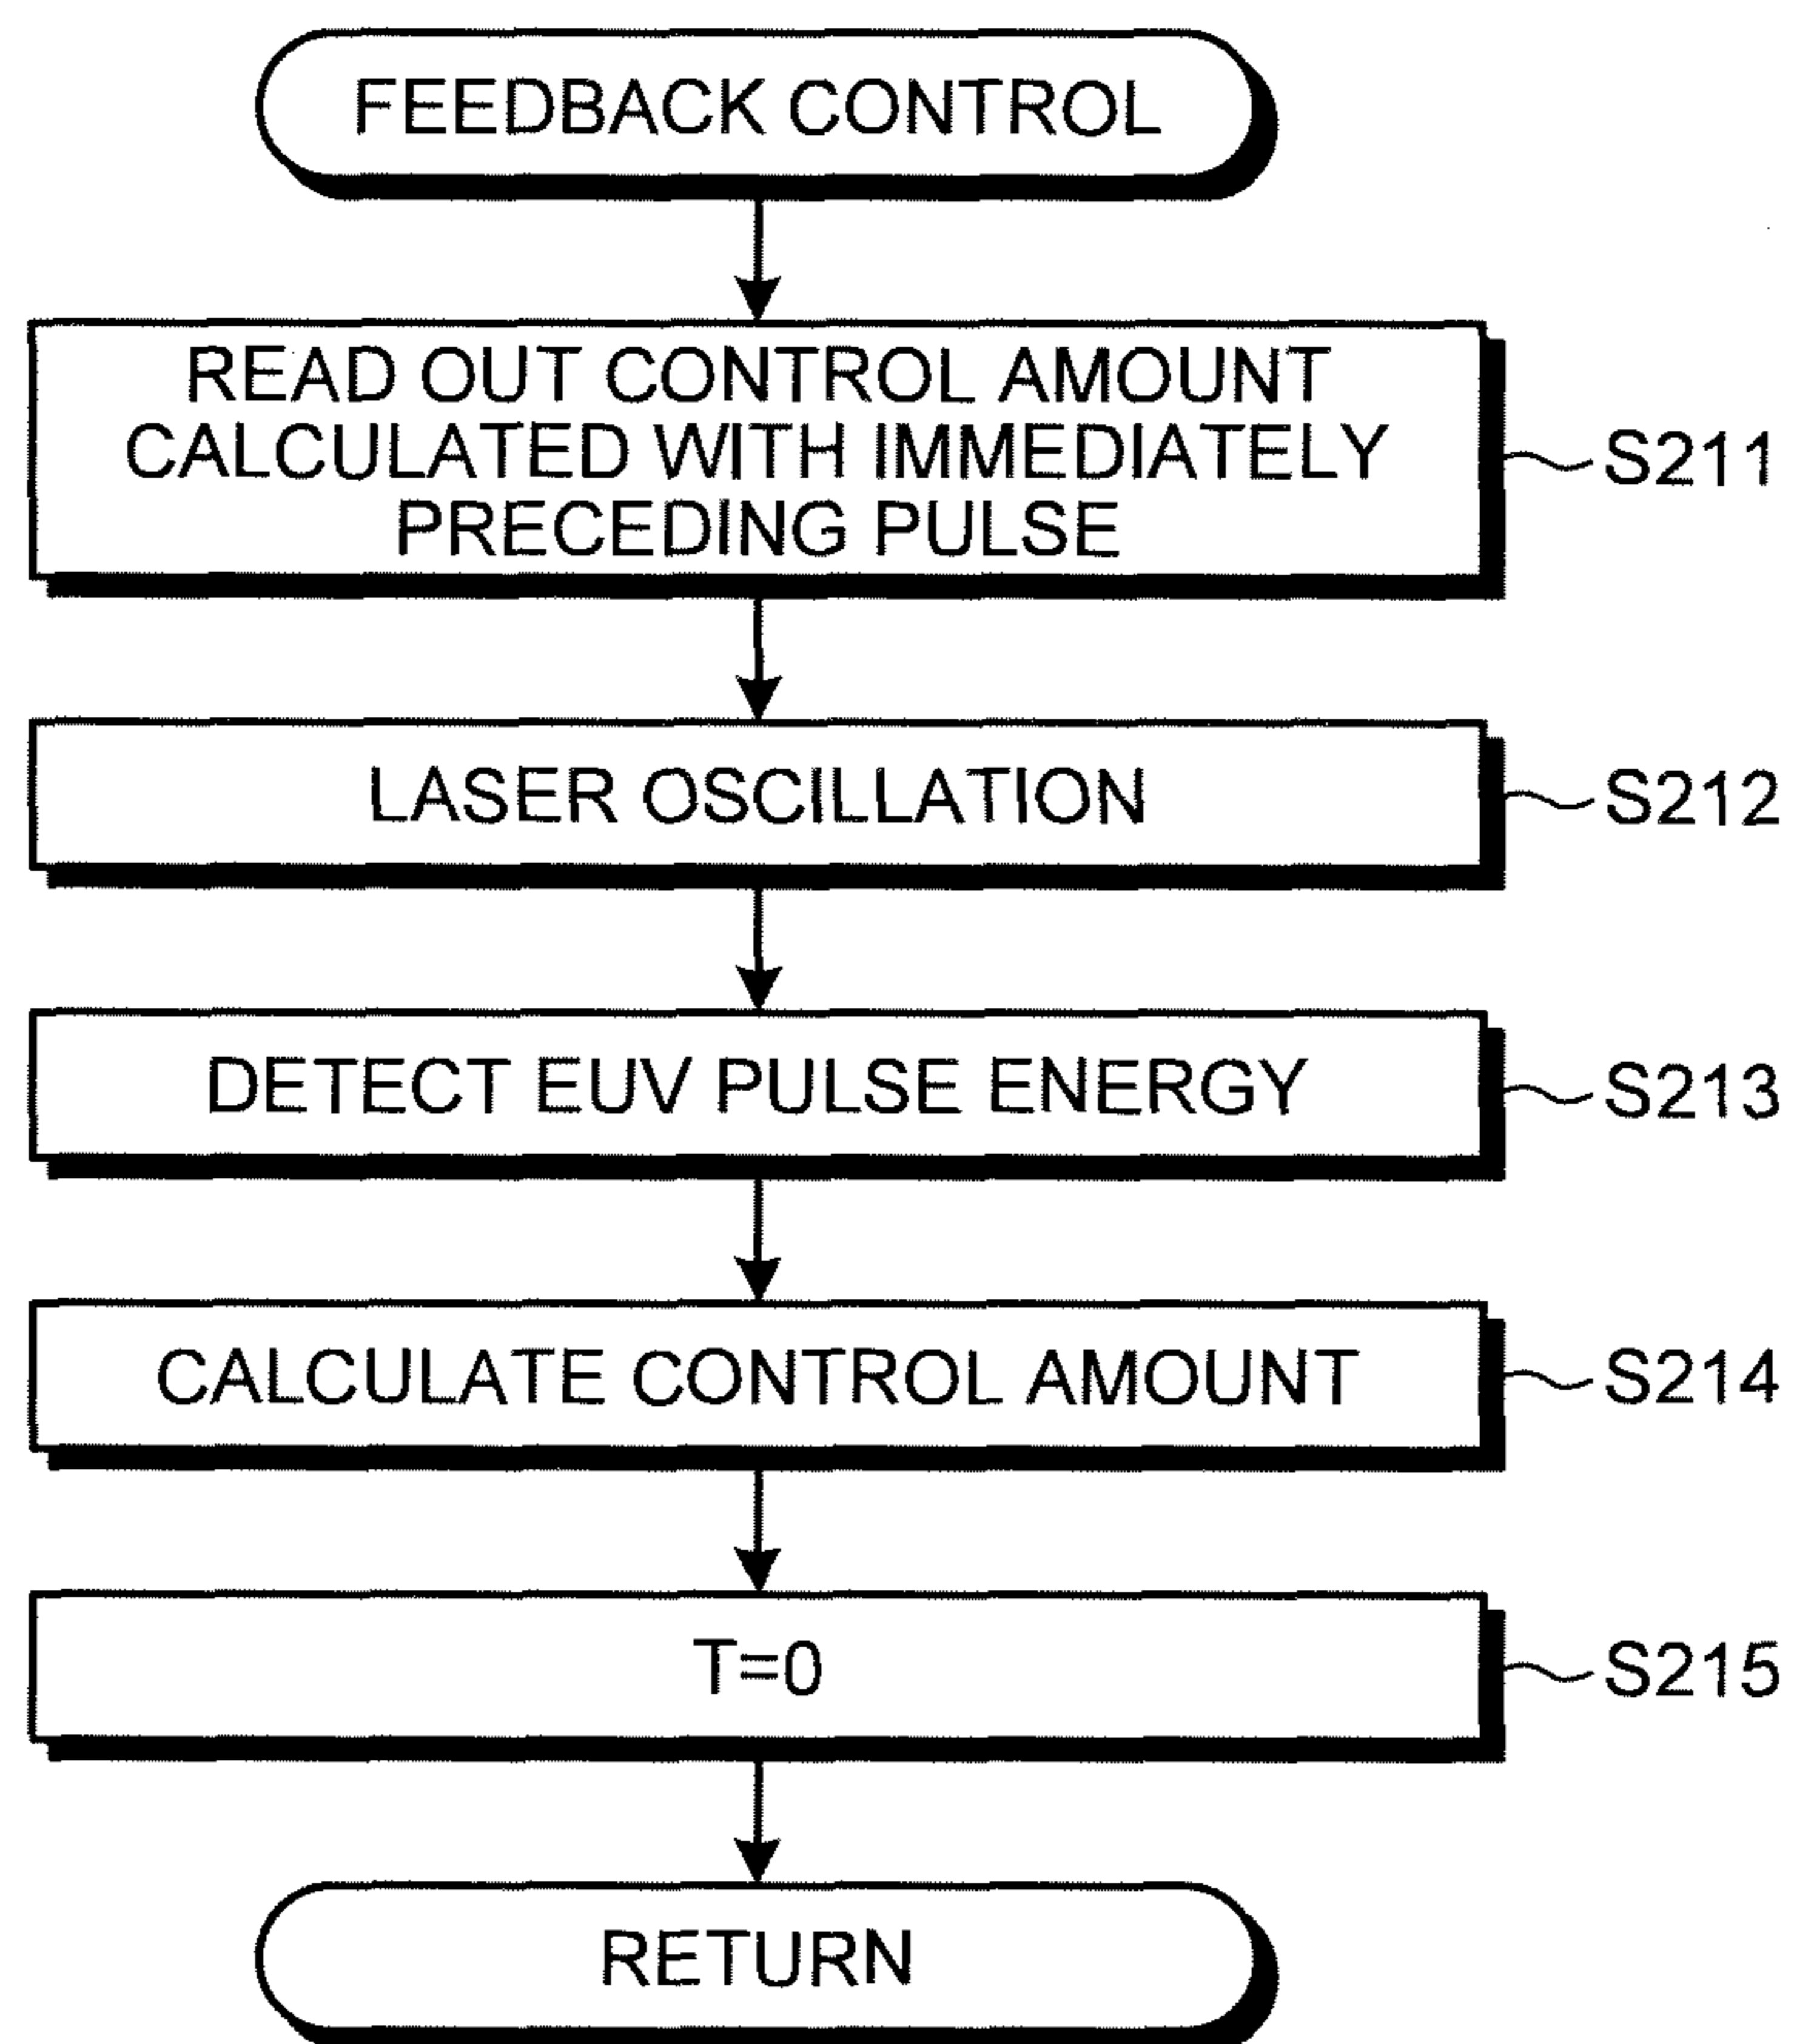 FEEDBACK CONTROL
READ OUT CONTROL AMOUNT
CALCULATED WITH IMMEDIATELY
PRECEDING PULSE
S211
LASER OSCILLATION
S212
DETECT EUV PULSE ENERGY
S213
CALCULATE CONTROL AMOUNT
S214
T=0
S215
RETURN